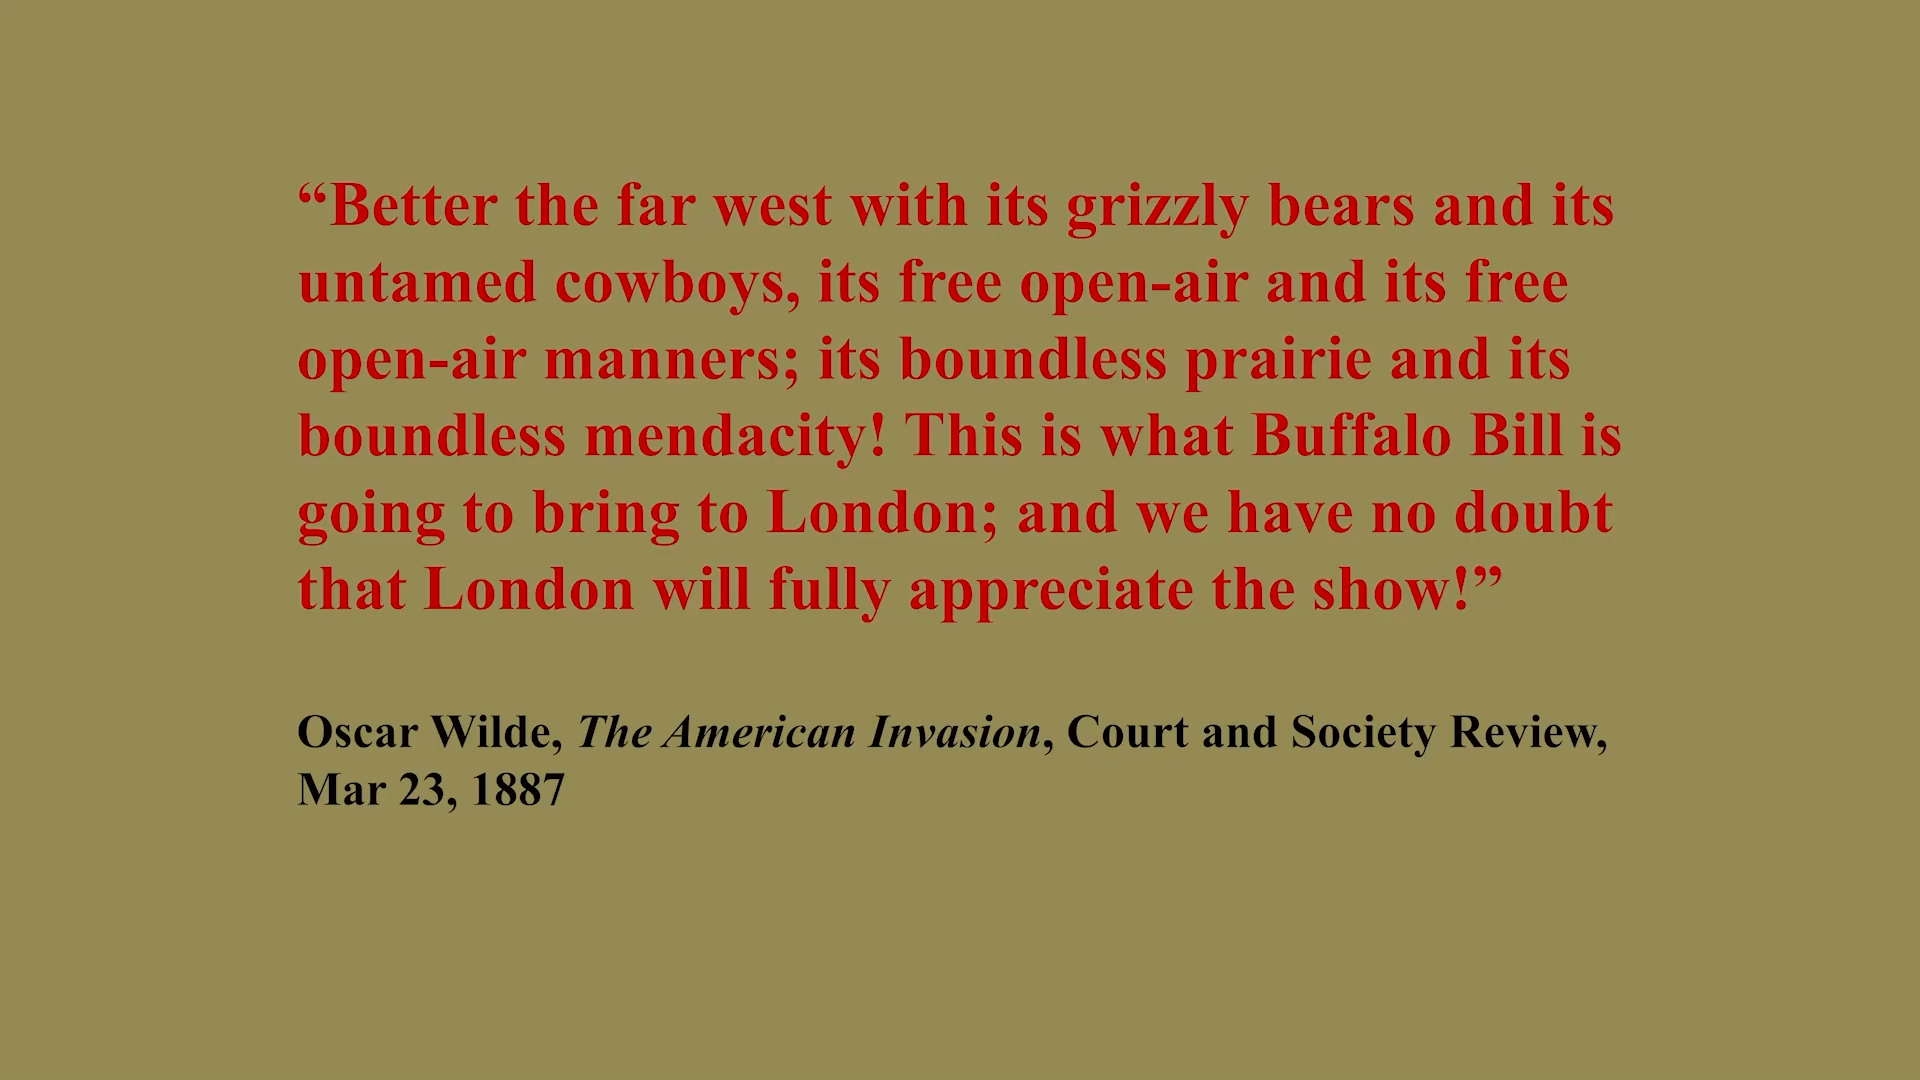 “Better the far west with its grizzly bears and its
untamed cowboys, its free open-air and its free
open-air manners; its boundless prairie and its
boundless mendacity! This is what Buffalo Bill is
going to bring to London; and we have no doubt
that London will fully appreciate the show!”
Oscar Wilde, The American Invasion, Court and Society Review,
Mar 23, 1887